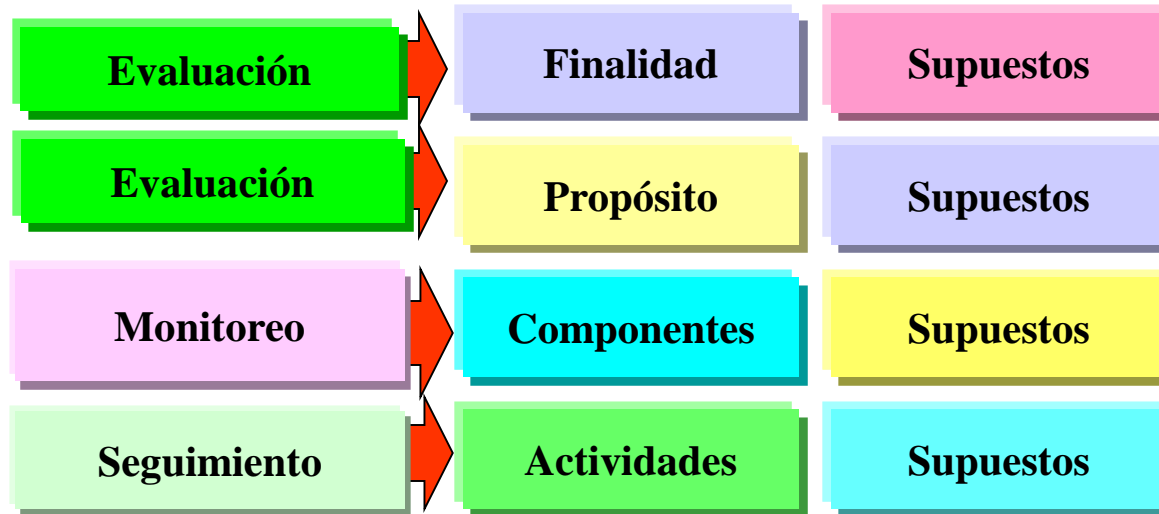 Evaluación
Finalidad
Supuestos
Evaluación
Propósito
Supuestos
Monitoreo
Componentes
Supuestos
Seguimiento
Actividades
Supuestos